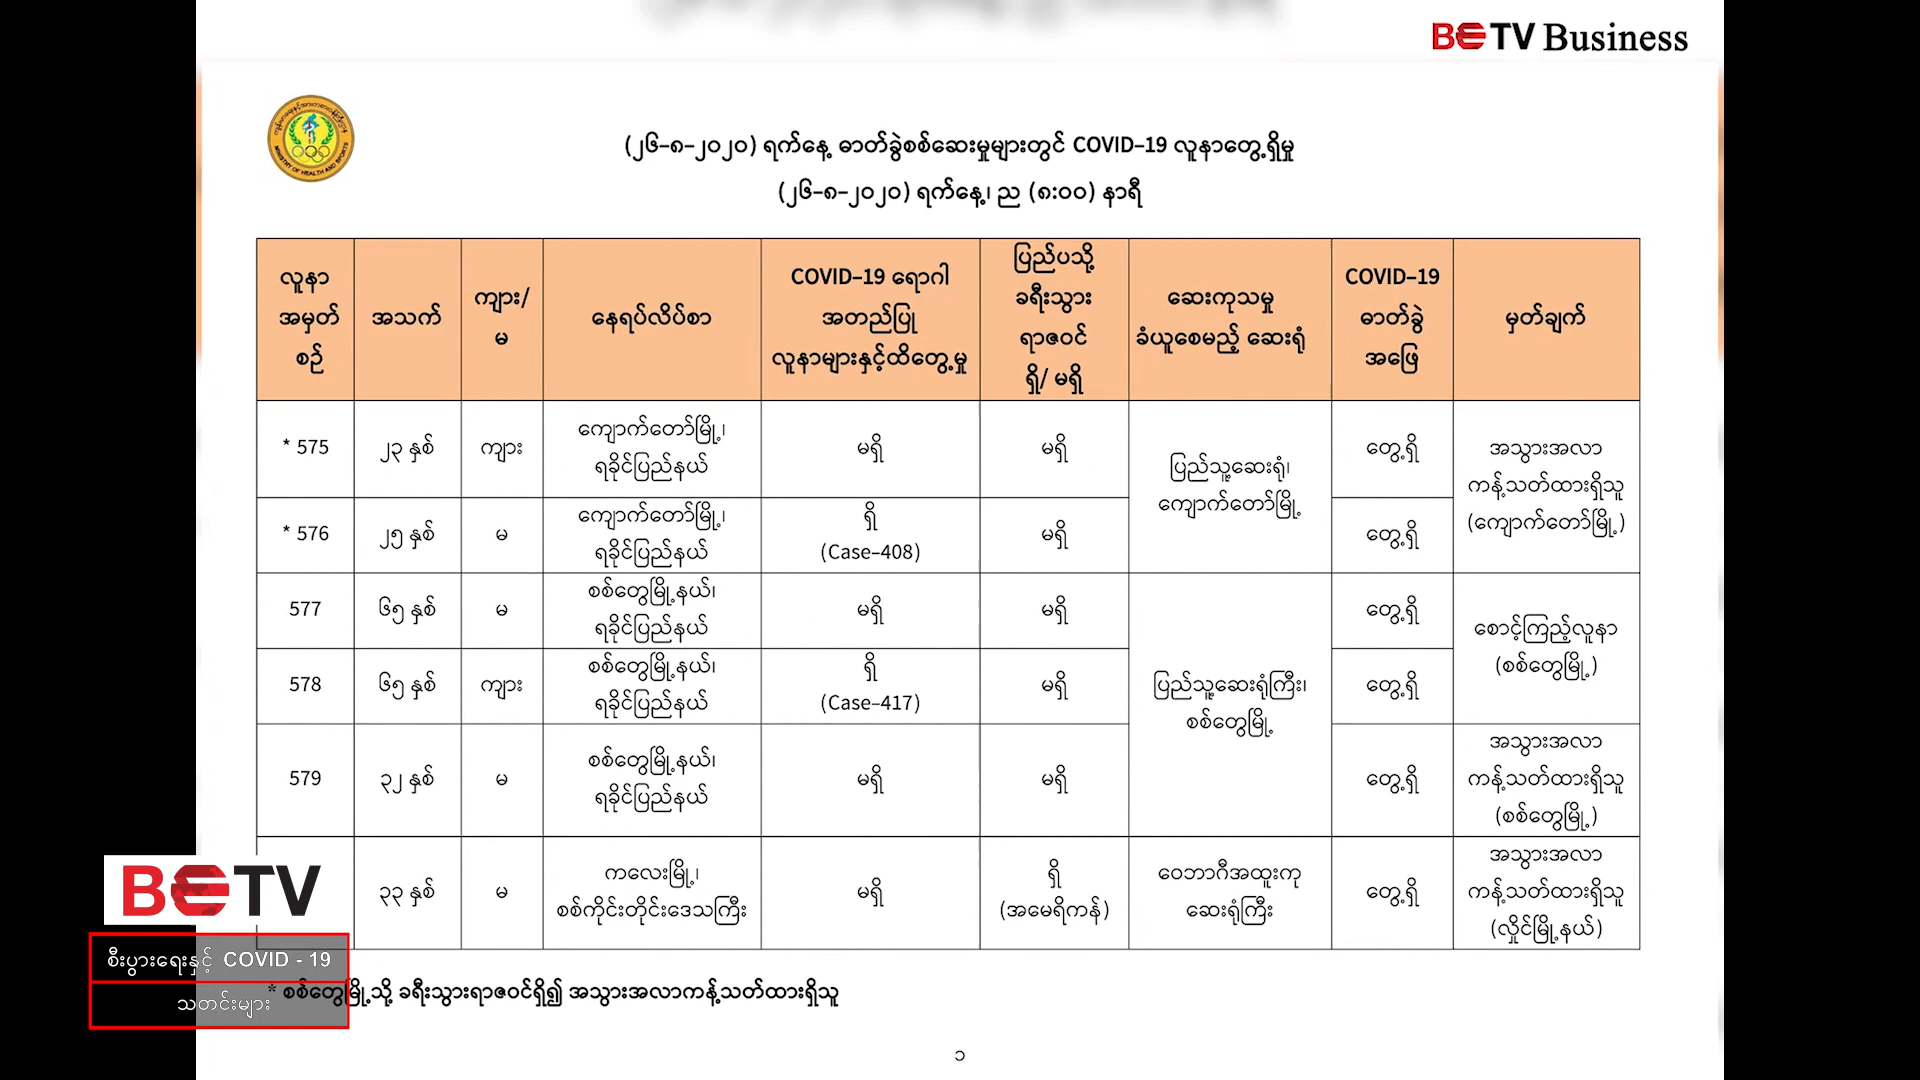 BETV Business
(၂၆-၈-၂၀၂၀) ရက်နေ့ ဓာတ်ခွဲစစ်ဆေးမှုများတွင် COVID-19 လူနာတွေ့ရှိမှု
(၂၆-၈-၂၀၂၀) ရက်နေ့၊ ည (၈:၀၀) နာရီ
လူနာ
အမှတ်
စဉ်
အသက်
ကျား/
မ
နေရပ်လိပ်စာ
COVID-19 ရောဂါ
အတည်ပြု
လူနာများနှင့်ထိတွေ့မှု
ပြည်ပသို့
ခရီးသွား
ရာဇဝင်
ရှိ/ မရှိ
ဆေးကုသမှု
ခံယူစေမည့် ဆေးရုံ
COVID-19
ဓာတ်ခွဲ
အဖြေ
မှတ်ချက်
* 575
၂၃ နှစ်
ကျား
ကျောက်တော်မြို့၊
ရခိုင်ပြည်နယ်
မရှိ
မရှိ
ပြည်သူ့ဆေးရုံ၊
ကျောက်တော်မြို့
တွေ့ရှိ
အသွားအလာ
ကန့်သတ်ထားရှိသူ
(ကျောက်တော်မြို့)
* 576
၂၅ နှစ်
မ
ကျောက်တော်မြို့၊
ရခိုင်ပြည်နယ်
ရှိ
(Case-408)
မရှိ
တွေ့ရှိ
577
၆၅ နှစ်
မ
စစ်တွေမြို့နယ်၊
ရခိုင်ပြည်နယ်
မရှိ
မရှိ
ပြည်သူ့ဆေးရုံကြီး၊
စစ်တွေမြို့
တွေ့ရှိ
စောင့်ကြည့်လူနာ
(စစ်တွေမြို့)
578
၆၅ နှစ်
ကျား
စစ်တွေမြို့နယ်၊
ရခိုင်ပြည်နယ်
ရှိ
(Case-417)
မရှိ
တွေ့ရှိ
579
၃၂ နှစ်
မ
စစ်တွေမြို့နယ်၊
ရခိုင်ပြည်နယ်
မရှိ
မရှိ
တွေ့ရှိ
အသွားအလာ
ကန့်သတ်ထားရှိသူ
(စစ်တွေမြို့)
၃၃ နှစ်
မ
ကလေးမြို့၊
စစ်ကိုင်းတိုင်းဒေသကြီး
မရှိ
ရှိ
(အမေရိကန်)
ဝေဘာဂီအထူးကု
ဆေးရုံကြီး
တွေ့ရှိ
အသွားအလာ
ကန့်သတ်ထားရှိသူ
(လှိုင်မြို့နယ်)
* စစ်တွေမြို့သို့ ခရီးသွားရာဇဝင်ရှိ၍ အသွားအလာကန့်သတ်ထားရှိသူ
၁
BETV
စီးပွားရေးနှင့် COVID - 19
သတင်းများ